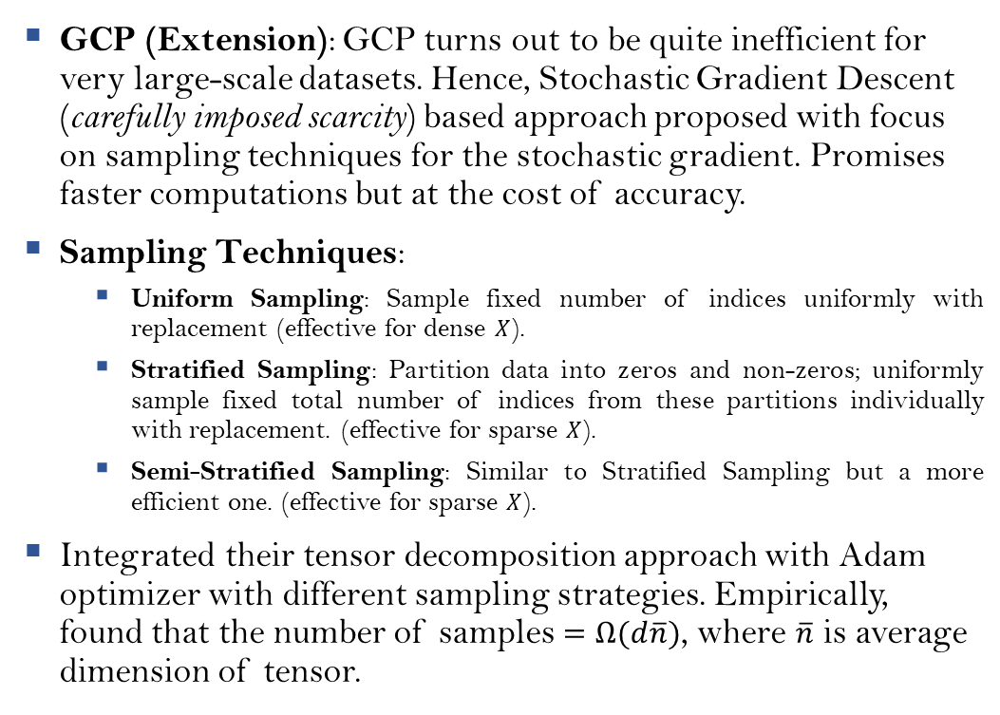 ▪ GCP (Extension): GCP turns out to be quite inefficient for
very large-scale datasets. Hence, Stochastic Gradient Descent
(carefully imposed scarcity) based approach proposed with focus
on sampling techniques for the stochastic gradient. Promises
faster computations but at the cost of accuracy.
▪ Sampling Techniques:
▪ Uniform Sampling: Sample fixed number of indices uniformly with
replacement (effective for dense X).
▪ Stratified Sampling: Partition data into zeros and non-zeros; uniformly
sample fixed total number of indices from these partitions individually
with replacement. (effective for sparse X).
▪ Semi-Stratified Sampling: Similar to Stratified Sampling but a more
efficient one. (effective for sparse X).
▪ Integrated their tensor decomposition approach with Adam
optimizer with different sampling strategies. Empirically,
found that the number of samples = Ω(dn̄), where n̄ is average
dimension of tensor.